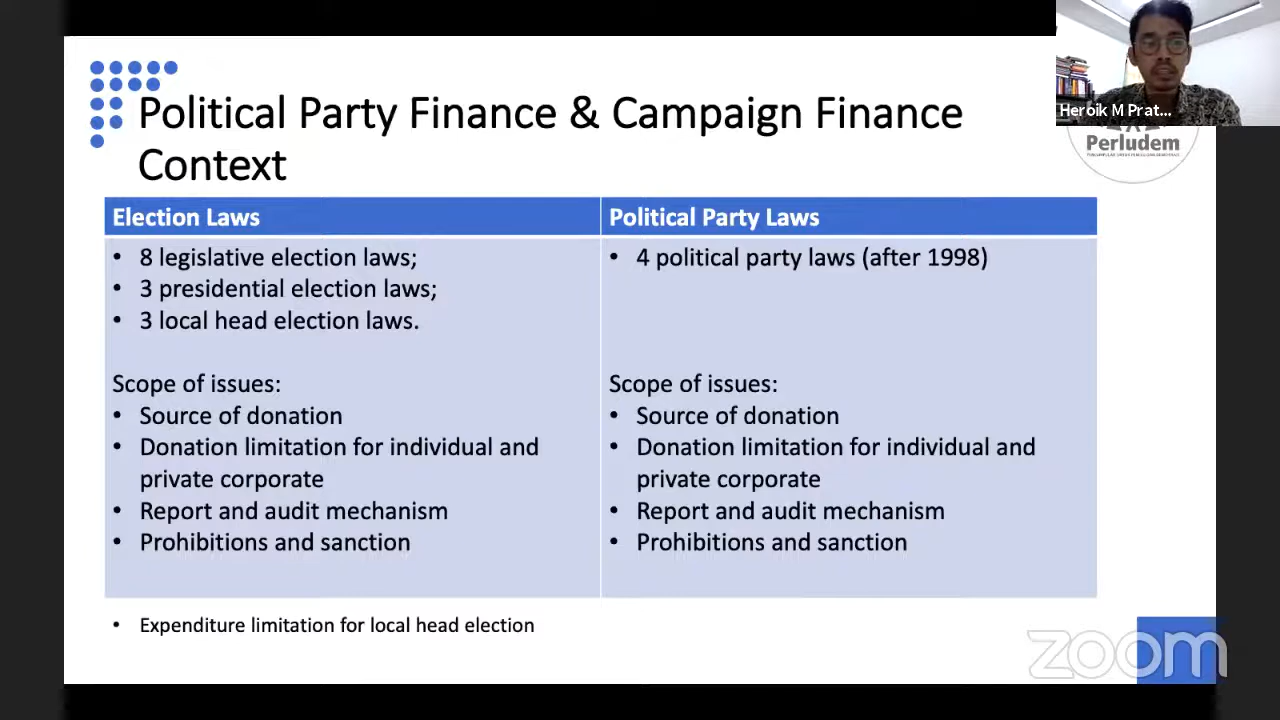 Heroik M Prat...
Perludem
Political Party Finance & Campaign Finance
Context
Election Laws
• 8 legislative election laws;
• 3 presidential election laws;
• 3 local head election laws.
Scope of issues:
• Source of donation
• Donation limitation for individual and
private corporate
• Report and audit mechanism
• Prohibitions and sanction
Political Party Laws
• 4 political party laws (after 1998)
Scope of issues:
• Source of donation
• Donation limitation for individual and
private corporate
• Report and audit mechanism
• Prohibitions and sanction
• Expenditure limitation for local head election
zoom